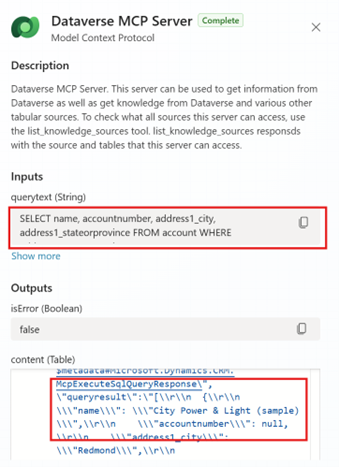 Dataverse MCP Server Complete
Model Context Protocol
Description
Dataverse MCP Server. This server can be used to get information from
Dataverse as well as get knowledge from Dataverse and various other
tabular sources. To check what all sources this server can access, use
the list_knowledge_sources tool. list_knowledge_sources responsds
with the source and tables that this server can access.
Inputs
querytext (String)
SELECT name, accountnumber, address1_city,
address1_stateorprovince FROM account WHERE
Show more
Outputs
isError (Boolean)
false
content (Table)
$metadata#Microsoft.Dynamics.CRM.
McpExecuteSqlQueryResponse\",
\"queryresult\":\"[\\r\\n  {\\r\\n
\\\"name\\\": \\\"City Power & Light (sample)
\\\",\\r\\n    \\\"accountnumber\\\": null,
\\r\\n    \\\"address1_city\\\":
\\\"Redmond\\\",\\r\\n